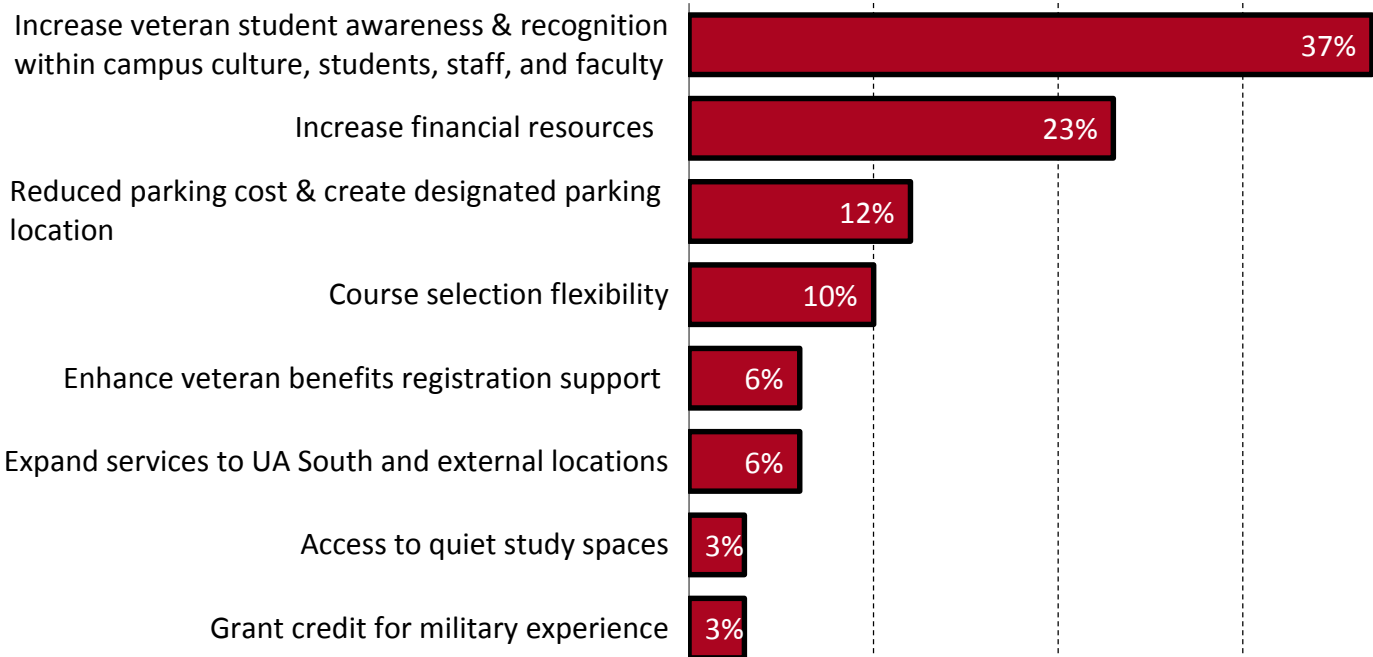 Increase veteran student awareness & recognition
within campus culture, students, staff, and faculty
37%
Increase financial resources
23%
Reduced parking cost & create designated parking
location
12%
Course selection flexibility
10%
Enhance veteran benefits registration support
6%
Expand services to UA South and external locations
6%
Access to quiet study spaces
3%
Grant credit for military experience
3%